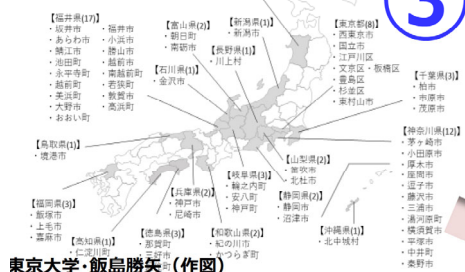 ③
【福井県(17)】
・坂井市　・福井市
・あらわ市　・小浜市
・鯖江市　・勝山市
・池田町　・越前市
・永平寺町　・南越前町
・越前町　・若狭町
・美浜町　・敦賀市
・大野市　・高浜町
・おおい町
【富山県(2)】
・朝日町
・南砺市
【石川県(1)】
・金沢市
【新潟県(1)】
・新潟市
【長野県(1)】
・川上村
【東京都(8)】
・西東京市
・国立市
・江戸川区
・文京区・板橋区
・豊島区
・杉並区
・東村山市
【千葉県(3)】
・柏市
・市原市
・茂原市
【神奈川県(12)】
・茅ヶ崎市
・小田原市
・厚木市
・座間市
・逗子市
・藤沢市
・三浦市
・湯河原町
・横須賀市
・平塚市
・中井町
・秦野市
【鳥取県(1)】
・境港市
【岐阜県(3)】
・輪之内町
・安八町
・神戸町
【山梨県(2)】
・笛吹市
・北杜市
【静岡県(2)】
・静岡市
・沼津市
【兵庫県(2)】
・神戸市
・尼崎市
【福岡県(3)】
・飯塚市
・上毛市
・嘉麻市
【高知県(1)】
・仁淀川町
【徳島県(3)】
・那賀町
・三好市
【和歌山県(2)】
・紀の川市
・かつらぎ町
【沖縄県(1)】
・北中城村
東京大学・飯島勝矢（作図）